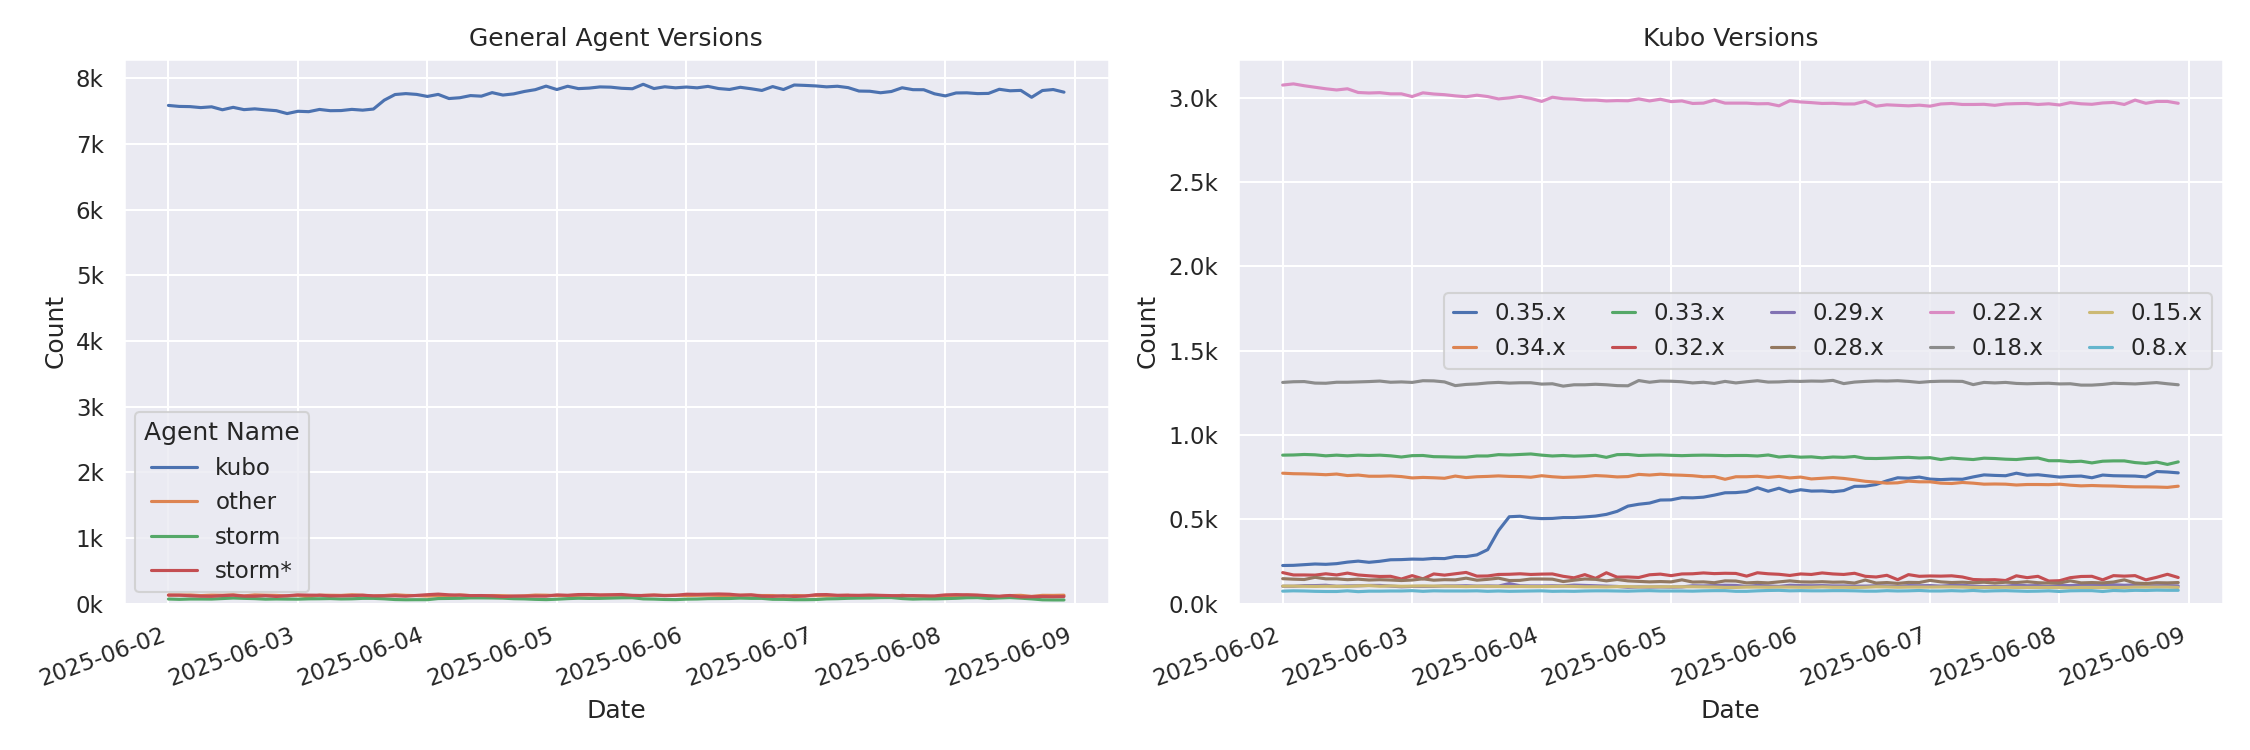 General Agent Versions
8k
7k
6k
5k
4k
3k
2k
1k
0k
Count
Agent Name
kubo
other
storm
storm*
2025-06-02
2025-06-03
2025-06-04
2025-06-05
2025-06-06
2025-06-07
2025-06-08
2025-06-09
Date
Kubo Versions
3.0k
2.5k
2.0k
1.5k
1.0k
0.5k
0.0k
Count
0.35.x 0.33.x 0.29.x 0.22.x 0.15.x
0.34.x 0.32.x 0.28.x 0.18.x 0.8.x
2025-06-02
2025-06-03
2025-06-04
2025-06-05
2025-06-06
2025-06-07
2025-06-08
2025-06-09
Date